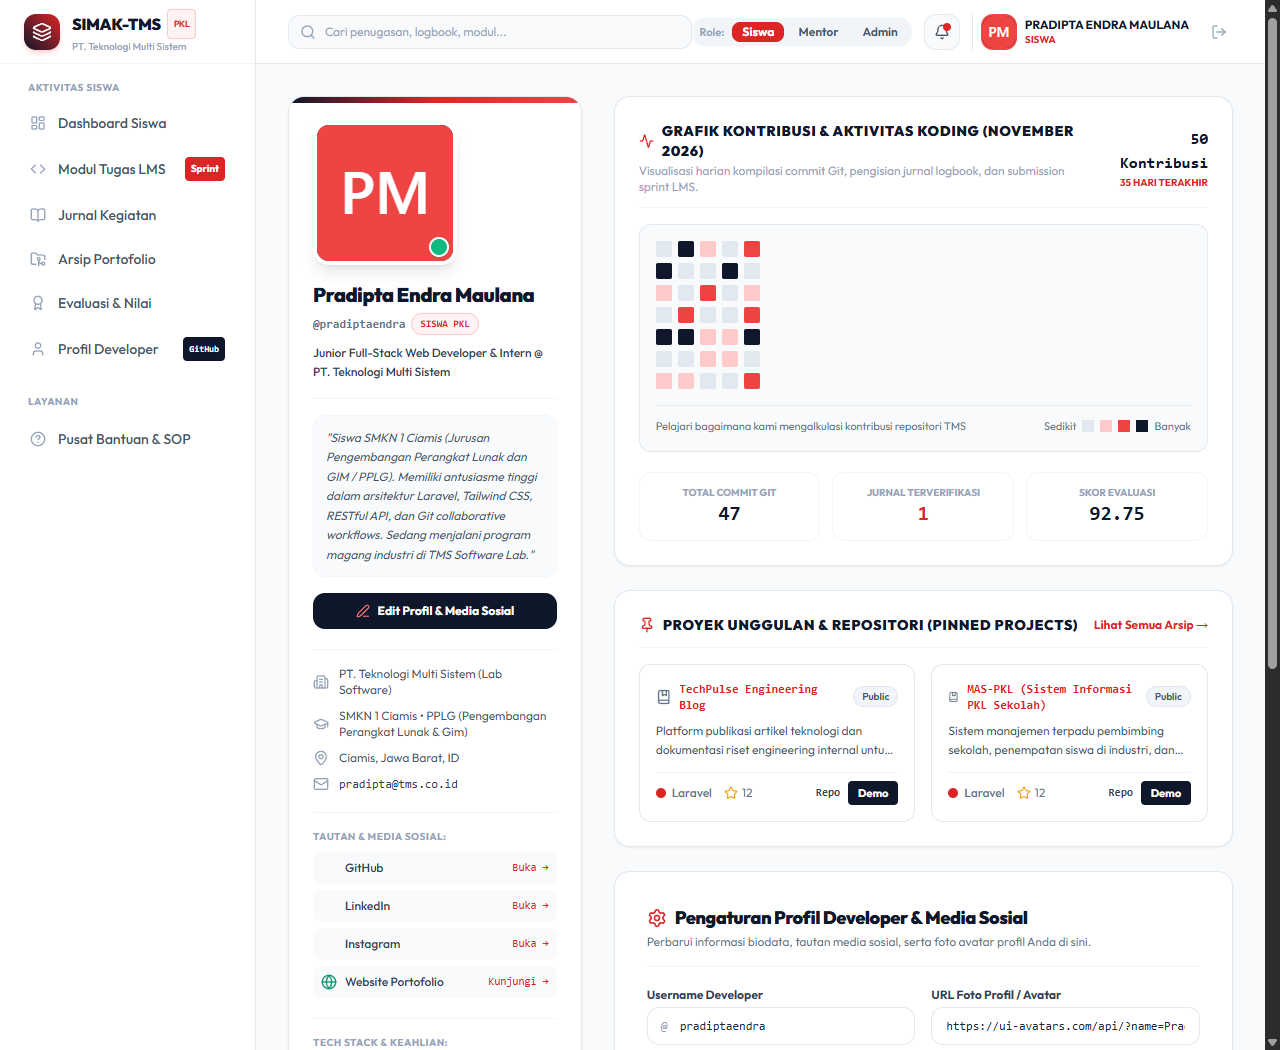 SIMAK-TMS PKL
PT. Teknologi Multi Sistem
AKTIVITAS SISWA
Dashboard Siswa
Modul Tugas LMS Sprint
Jurnal Kegiatan
Arsip Portofolio
Evaluasi & Nilai
Profil Developer GitHub
LAYANAN
Pusat Bantuan & SOP
Cari penugasan, logbook, modul...
Role: Siswa Mentor Admin
PM
PRADIPTA ENDRA MAULANA
SISWA
PM
Pradipta Endra Maulana
@pradiptaendra SISWA PKL
Junior Full-Stack Web Developer & Intern @
PT. Teknologi Multi Sistem
"Siswa SMKN 1 Ciamis (Jurusan
Pengembangan Perangkat Lunak dan
GIM / PPLG). Memiliki antusiasme tinggi
dalam arsitektur Laravel, Tailwind CSS,
RESTful API, dan Git collaborative
workflows. Sedang menjalani program
magang industri di TMS Software Lab."
Edit Profil & Media Sosial
PT. Teknologi Multi Sistem (Lab
Software)
SMKN 1 Ciamis • PPLG (Pengembangan
Perangkat Lunak & Gim)
Ciamis, Jawa Barat, ID
pradipta@tms.co.id
TAUTAN & MEDIA SOSIAL:
GitHub Buka →
LinkedIn Buka →
Instagram Buka →
Website Portofolio Kunjungi →
TECH STACK & KEAHLIAN:
GRAFIK KONTRIBUSI & AKTIVITAS KODING (NOVEMBER
2026)
Visualisasi harian kompilasi commit Git, pengisian jurnal logbook, dan submission
sprint LMS.
50
Kontribusi
35 HARI TERAKHIR
Pelajari bagaimana kami mengalkulasi kontribusi repositori TMS
Sedikit Banyak
TOTAL COMMIT GIT
47
JURNAL TERVERIFIKASI
1
SKOR EVALUASI
92.75
PROYEK UNGGULAN & REPOSITORI (PINNED PROJECTS) Lihat Semua Arsip →
TechPulse Engineering
Blog
Public
Platform publikasi artikel teknologi dan
dokumentasi riset engineering internal untu...
Laravel 12 Repo Demo
MAS-PKL (Sistem Informasi
PKL Sekolah)
Public
Sistem manajemen terpadu pembimbing
sekolah, penempatan siswa di industri, dan...
Laravel 12 Repo Demo
Pengaturan Profil Developer & Media Sosial
Perbarui informasi biodata, tautan media sosial, serta foto avatar profil Anda di sini.
Username Developer
@ pradiptaendra
URL Foto Profil / Avatar
https://ui-avatars.com/api/?name=Prad